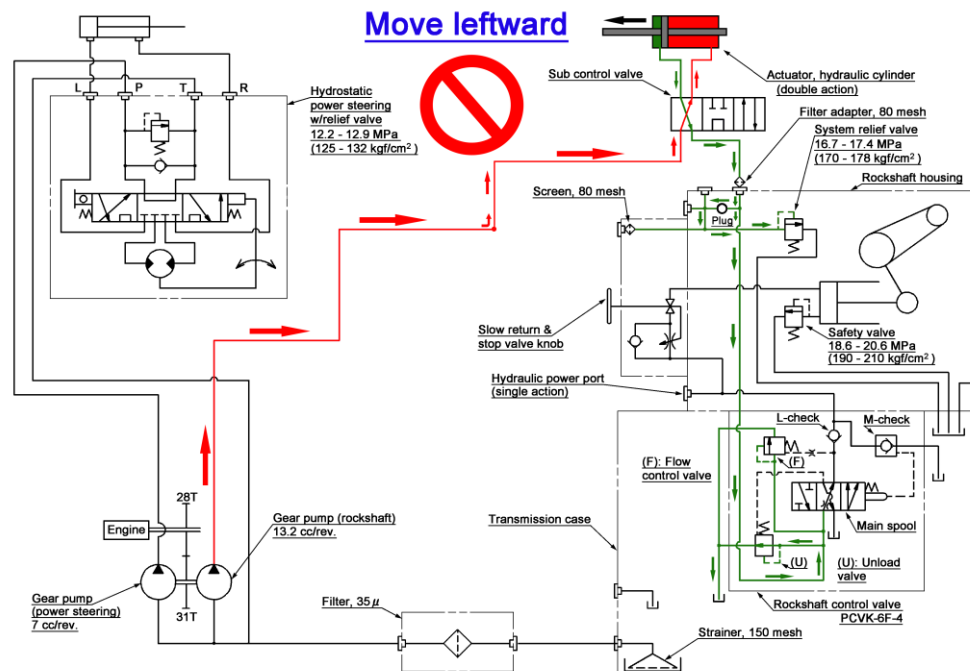 Move leftward
Actuator, hydraulic cylinder
(double action)
Sub control valve
L
P
T
R
Hydrostatic
power steering
w/relief valve
12.2 - 12.9 MPa
(125 - 132 kgf/cm²)
Filter adapter, 80 mesh
System relief valve
16.7 - 17.4 MPa
(170 - 178 kgf/cm²)
Rockshaft housing
Screen, 80 mesh
Plug
Slow return &
stop valve knob
Safety valve
18.6 - 20.6 MPa
(190 - 210 kgf/cm²)
Hydraulic power port
(single action)
L-check
M-check
(F): Flow
control valve
(F)
x
Main spool
(U)
(U): Unload
valve
Transmission case
Rockshaft control valve
PCVK-6F-4
28T
Engine
31T
Gear pump (rockshaft)
13.2 cc/rev.
Gear pump
(power steering)
7 cc/rev.
Filter, 35μ
Strainer, 150 mesh